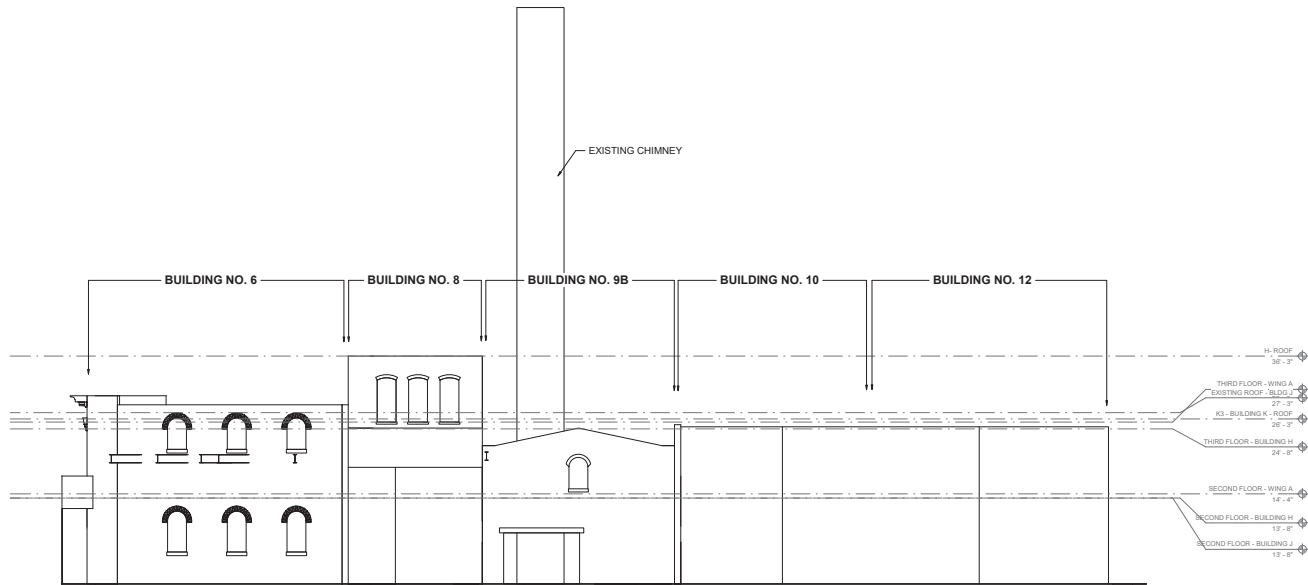 EXISTING CHIMNEY
BUILDING NO. 6
BUILDING NO. 8
BUILDING NO. 9B
BUILDING NO. 10
BUILDING NO. 12
H- ROOF
36' - 3"
THIRD FLOOR - WING A
EXISTING ROOF - BLDG J
27' - 3"
K3 - BUILDING K - ROOF
26' - 3"
THIRD FLOOR - BUILDING H
24' - 8"
SECOND FLOOR - WING A
14' - 4"
SECOND FLOOR - BUILDING H
13' - 8"
SECOND FLOOR - BUILDING J
13' - 8"